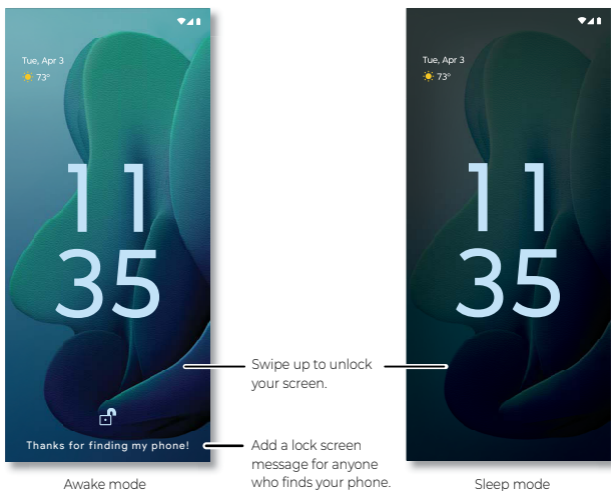 Tue, Apr 3
73°
11
35
Thanks for finding my phone!
Awake mode
Swipe up to unlock
your screen.
Add a lock screen
message for anyone
who finds your phone.
Tue, Apr 3
73°
11
35
Sleep mode